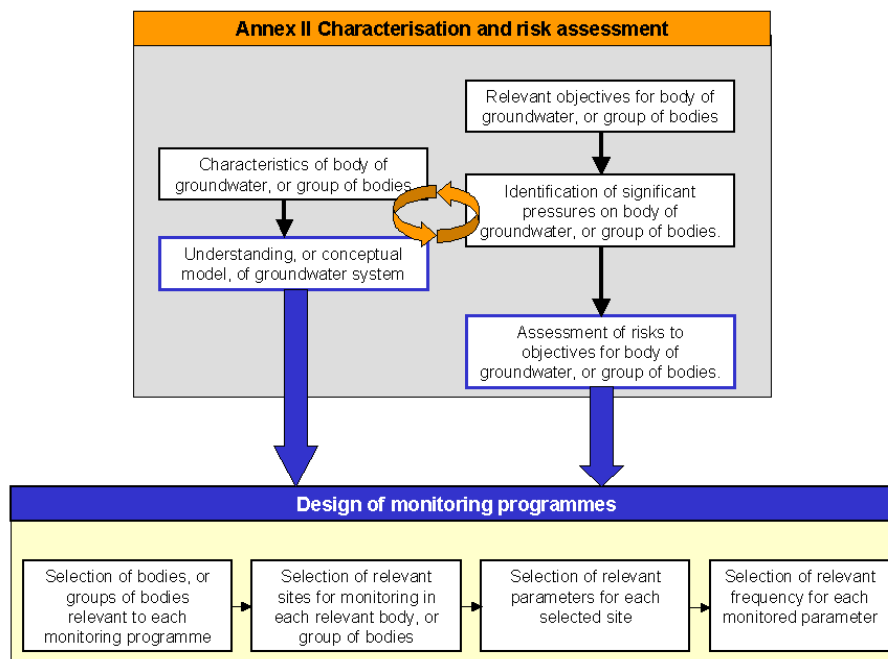 Annex II Characterisation and risk assessment
Relevant objectives for body of
groundwater, or group of bodies
Characteristics of body of
groundwater, or group of bodies
Identification of significant
pressures on body of
groundwater, or group of bodies.
Understanding, or conceptual
model, of groundwater system
Assessment of risks to
objectives for body of
groundwater, or group of bodies.
Design of monitoring programmes
Selection of bodies, or
groups of bodies
relevant to each
monitoring programme
Selection of relevant
sites for monitoring in
each relevant body, or
group of bodies
Selection of relevant
parameters for each
selected site
Selection of relevant
frequency for each
monitored parameter